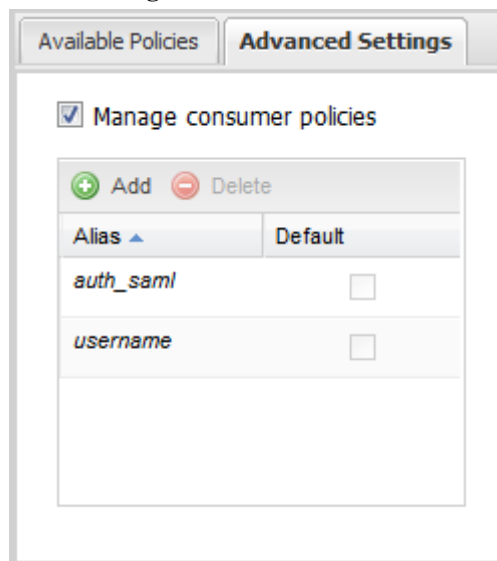 Available Policies Advanced Settings
Manage consumer policies
Add Delete
Alias Default
auth_saml
username